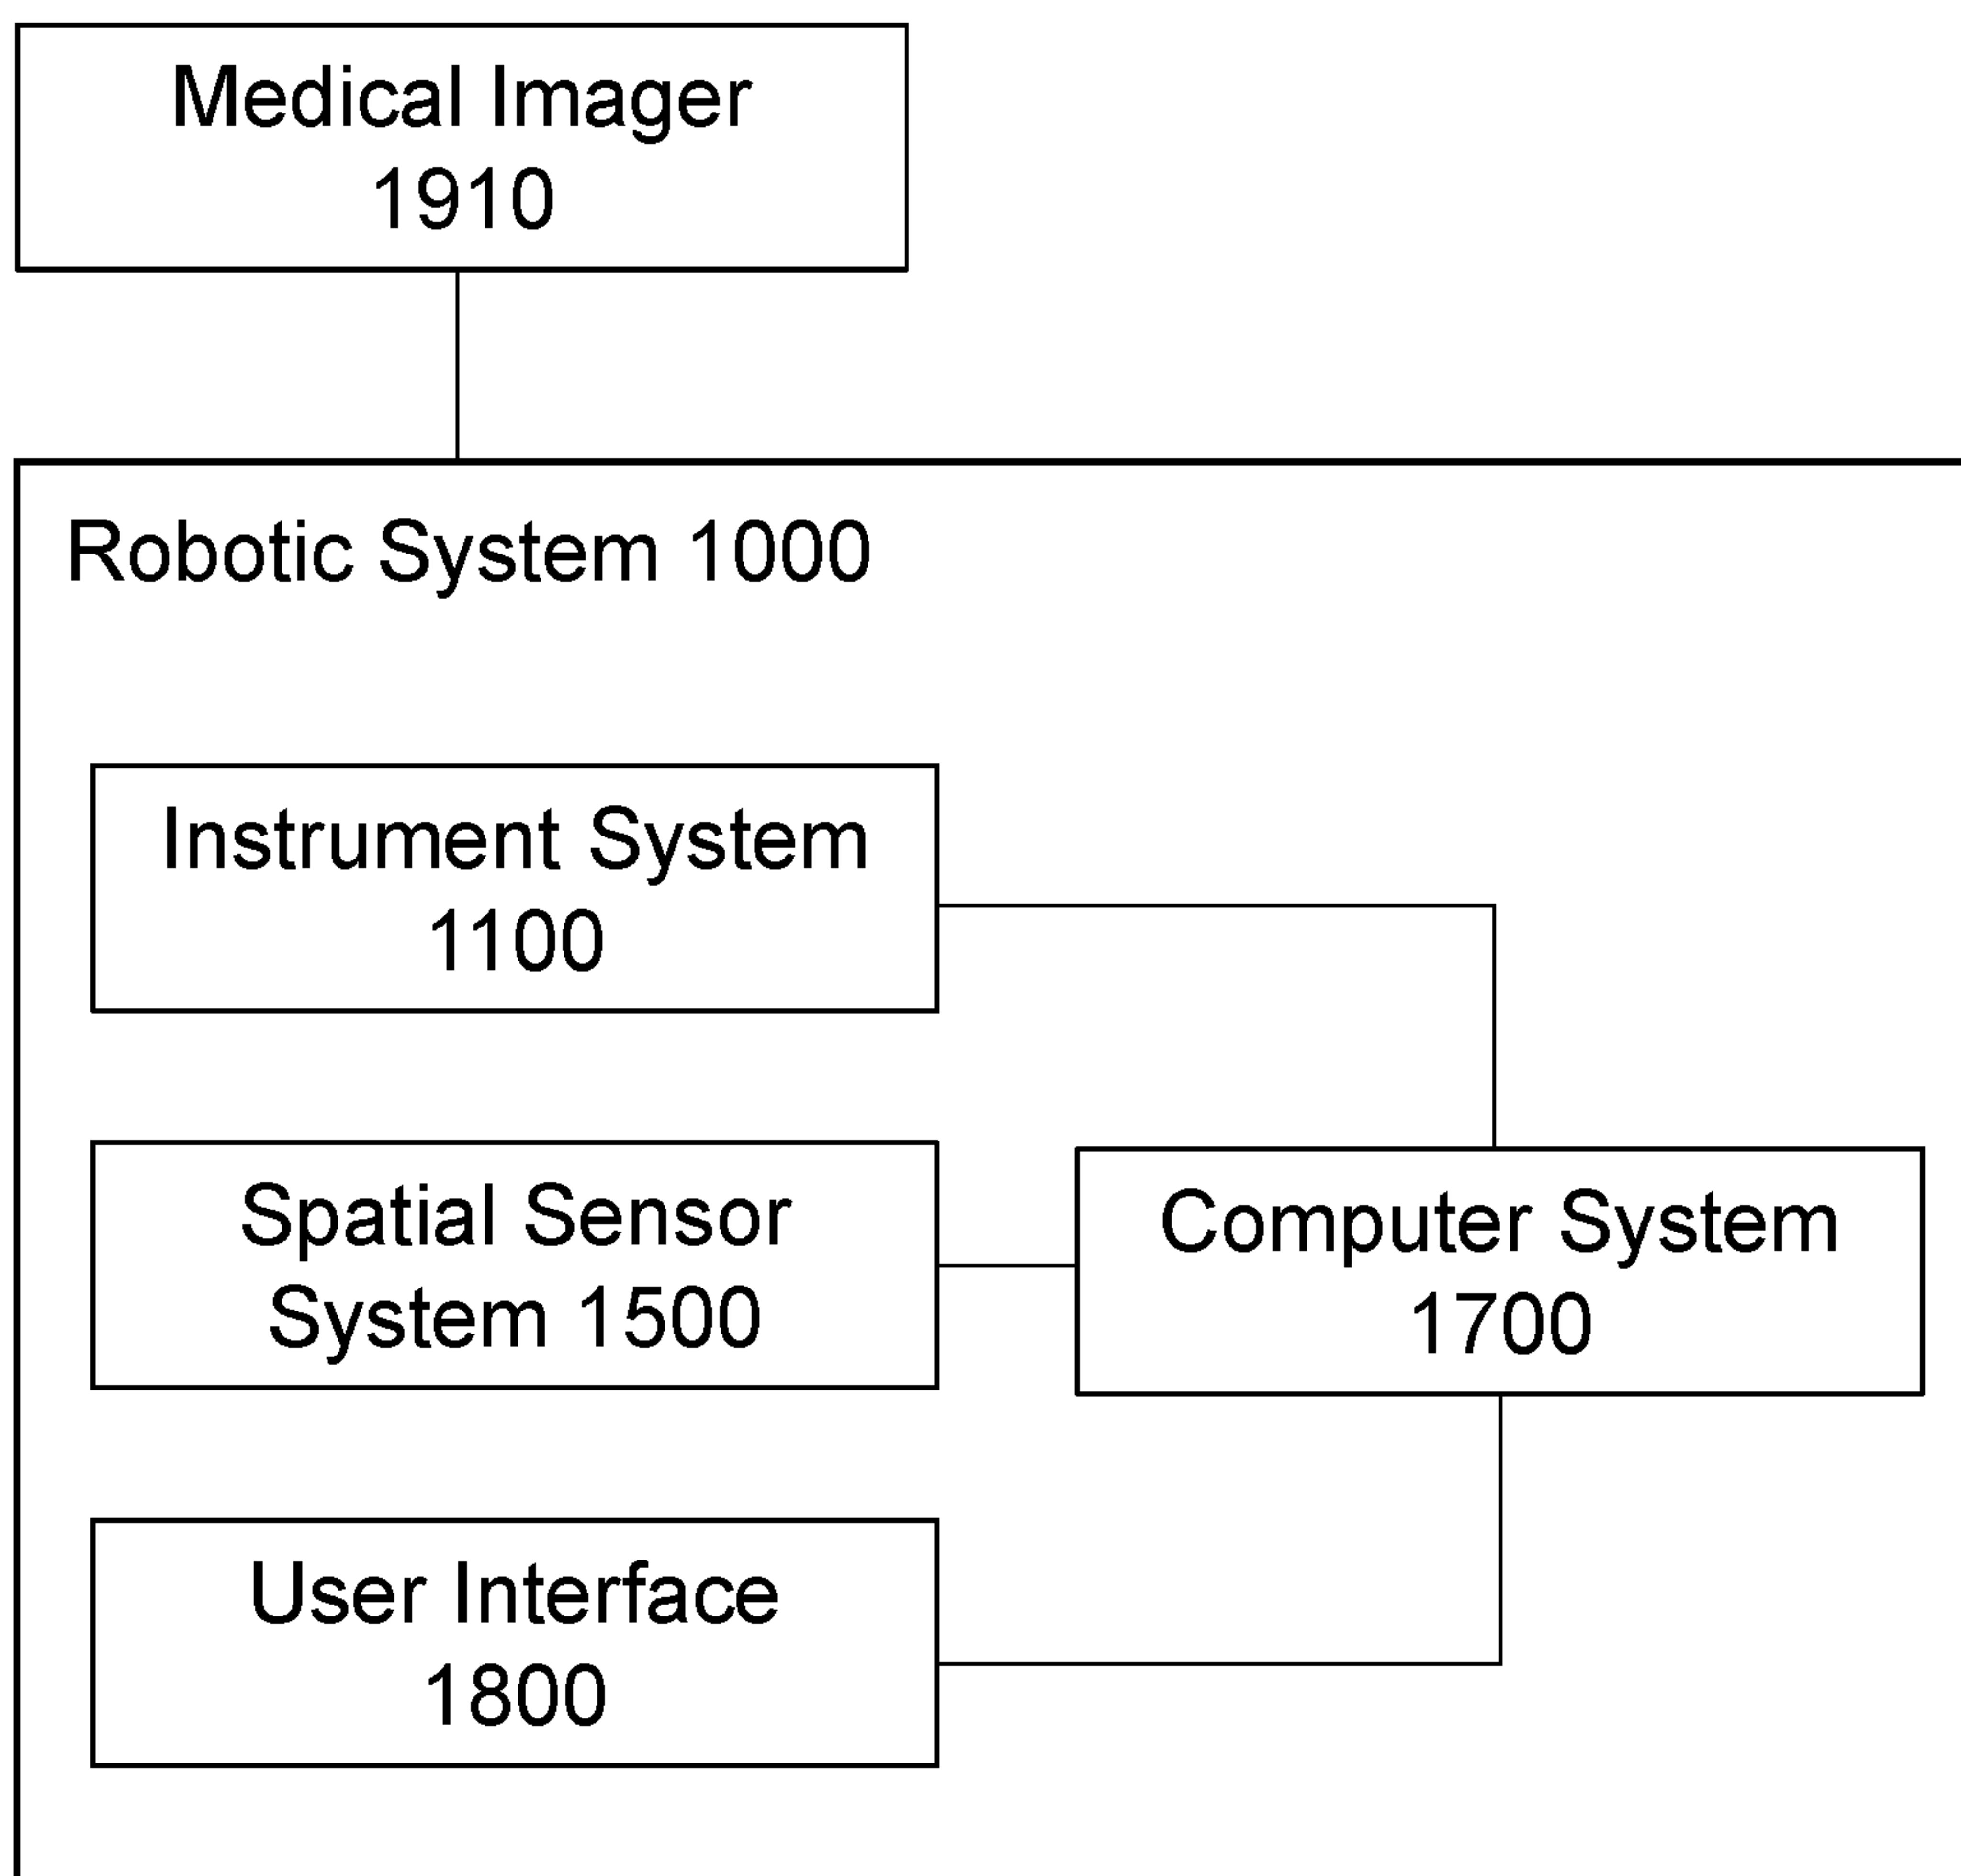 Medical Imager
1910
Robotic System 1000
Instrument System
1100
Spatial Sensor
System 1500
Computer System
1700
User Interface
1800